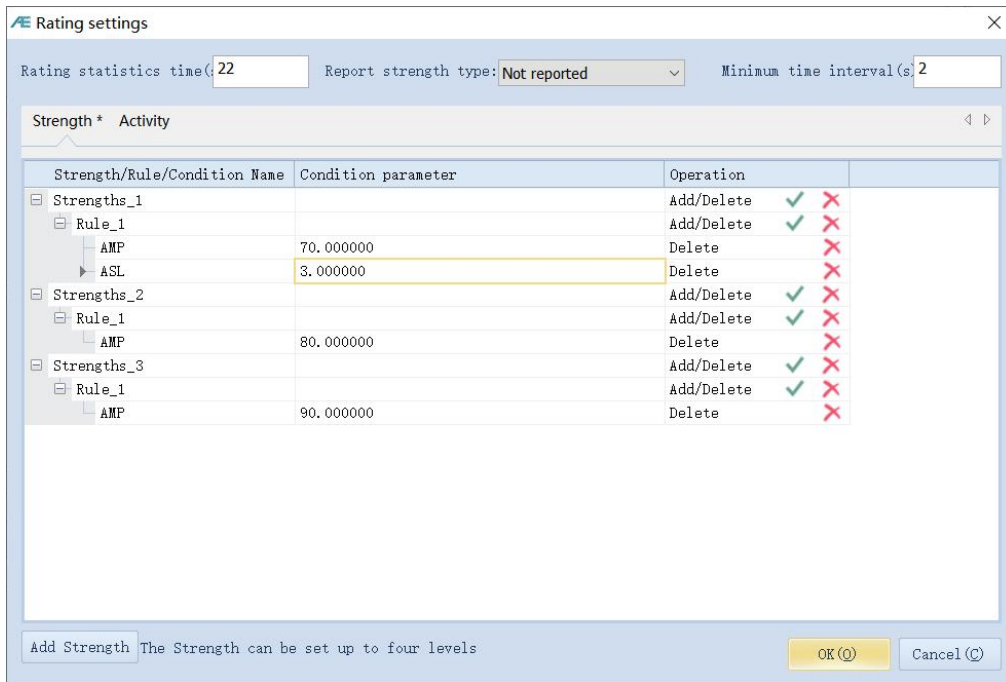 Æ Rating settings
Rating statistics time(s 22 Report strength type: Not reported Minimum time interval(s) 2
Strength * Activity
Strength/Rule/Condition Name Condition parameter Operation
Strengths_1 Add/Delete
Rule_1 Add/Delete
AMP 70.000000 Delete
ASL 3.000000 Delete
Strengths_2 Add/Delete
Rule_1 Add/Delete
AMP 80.000000 Delete
Strengths_3 Add/Delete
Rule_1 Add/Delete
AMP 90.000000 Delete
Add Strength The Strength can be set up to four levels
OK(O) Cancel(C)